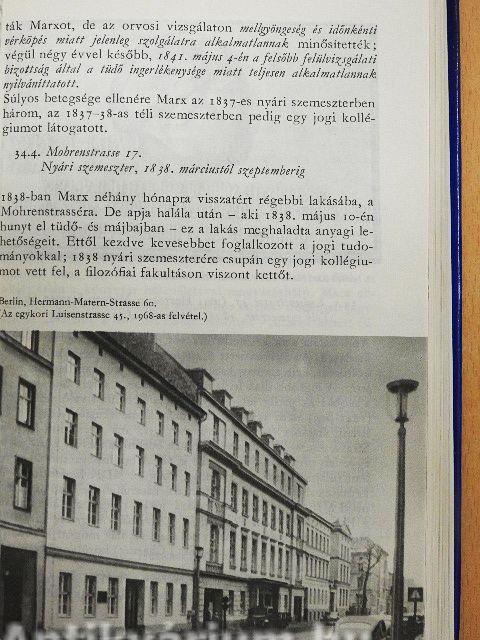 ták Marxot, de az orvosi vizsgálaton mellgyöngeség és időnkénti
vérköpés miatt jelenleg szolgálatra alkalmatlannak minősítették;
végül négy évvel később, 1841. május 4-én a felsőbb felülvizsgálati
bizottság által a tüdő ingerlékenysége miatt teljesen alkalmatlannak
nyilváníttatott.
Súlyos betegsége ellenére Marx az 1837-es nyári szemeszterben
három, az 1837–38-as téli szemeszterben pedig egy jogi kollé-
giumot látogatott.
34.4. Mohrenstrasse 17.
Nyári szemeszter, 1838. márciustól szeptemberig
1838-ban Marx néhány hónapra visszatért régebbi lakásába, a
Mohrenstrasséra. De apja halála után – aki 1838. május 10-én
hunyt el tüdő- és májbajban – ez a lakás meghaladta anyagi le-
hetőségeit. Ettől kezdve kevesebbet foglalkozott a jogi tudo-
mányokkal; 1838 nyári szemeszterére csupán egy jogi kollégiu-
mot vett fel, a filozófiai fakultáson viszont kettőt.
Berlin, Hermann-Matern-Strasse 60.
(Az egykori Luisenstrasse 45., 1968-as felvétel.)